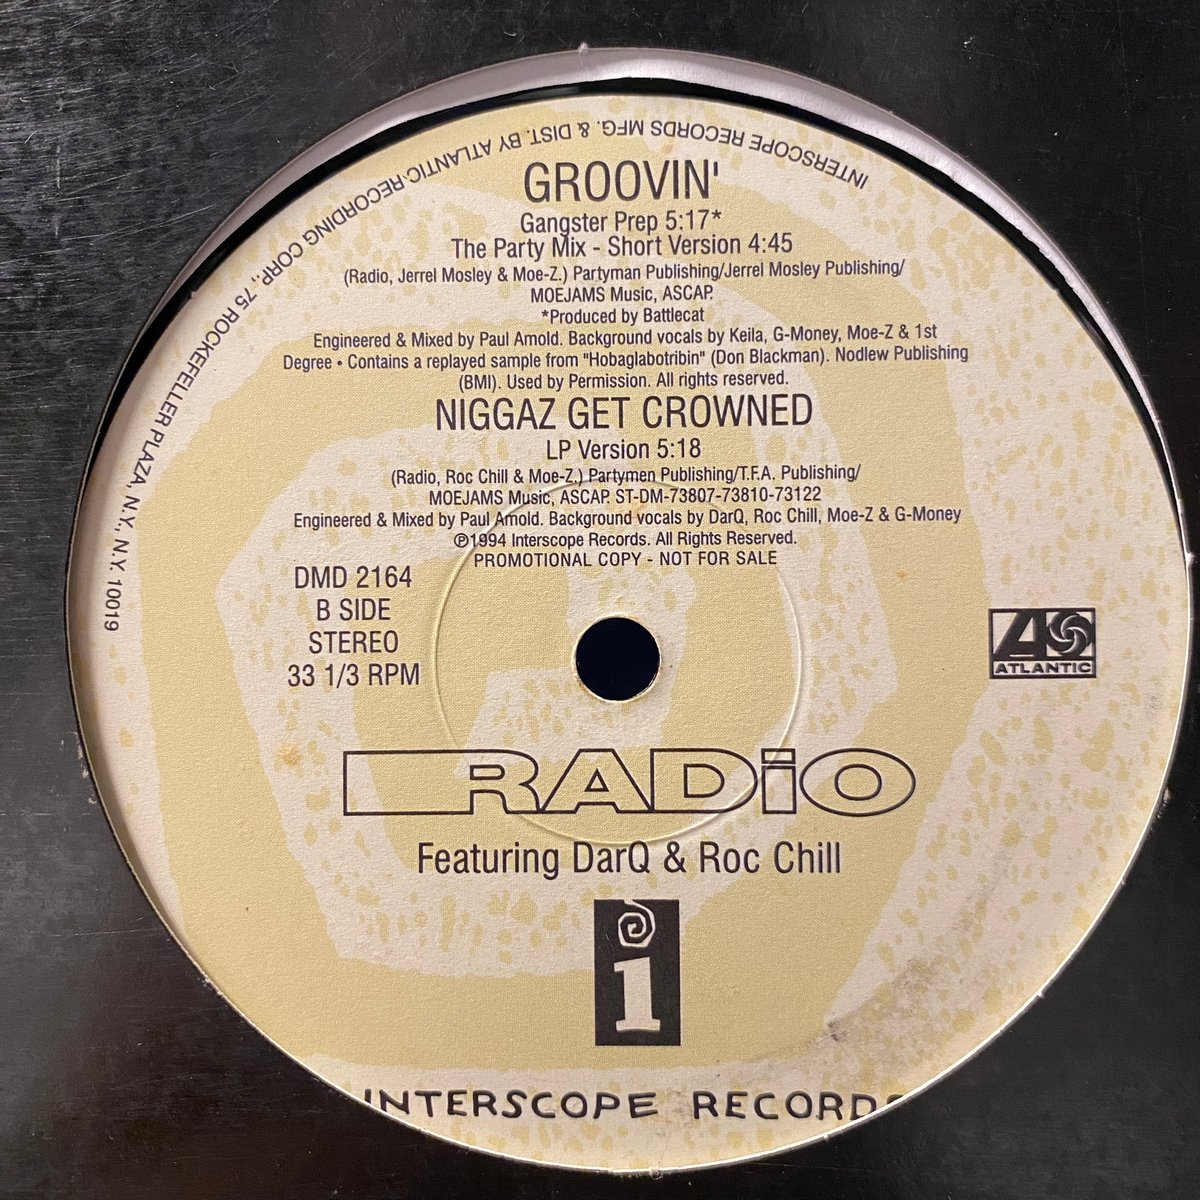 INTERSCOPE RECORDS MFG. & DIST. BY ATLANTIC RECORDING CORP., 75 ROCKEFELLER PLAZA, N.Y., N.Y. 10019
GROOVIN'
Gangster Prep 5:17*
The Party Mix - Short Version 4:45
(Radio, Jerrel Mosley & Moe-Z.) Partyman Publishing/Jerrel Mosley Publishing/
MOEJAMS Music, ASCAP.
*Produced by Battlecat
Engineered & Mixed by Paul Arnold. Background vocals by Keila, G-Money, Moe-Z & 1st
Degree • Contains a replayed sample from "Hobaglabotribin" (Don Blackman). Nodlew Publishing
(BMI). Used by Permission. All rights reserved.
NIGGAZ GET CROWNED
LP Version 5:18
(Radio, Roc Chill & Moe-Z.) Partymen Publishing/T.F.A. Publishing/
MOEJAMS Music, ASCAP. ST-DM-73807-73810-73122
Engineered & Mixed by Paul Arnold. Background vocals by DarQ, Roc Chill, Moe-Z & G-Money
℗1994 Interscope Records. All Rights Reserved.
PROMOTIONAL COPY - NOT FOR SALE
DMD 2164
B SIDE
STEREO
33 1/3 RPM
A
ATLANTIC
RADiO
Featuring DarQ & Roc Chill
i
INTERSCOPE RECORDS